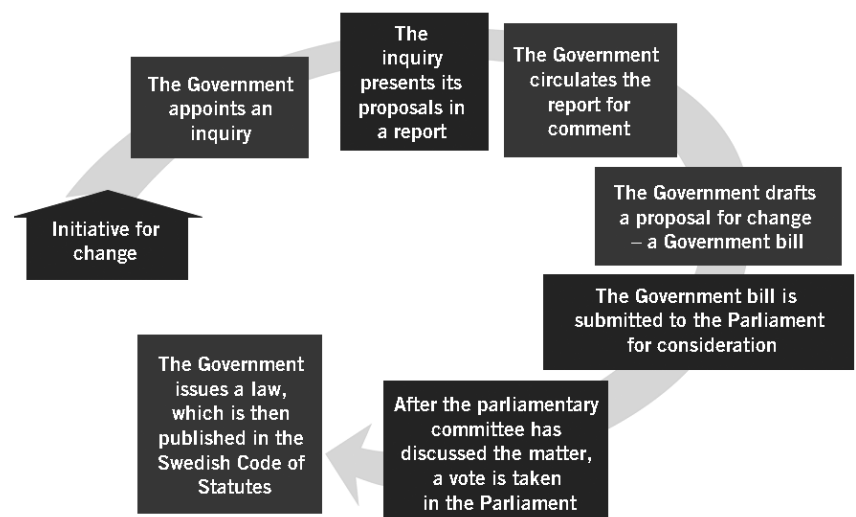 Initiative for
change
The Government
appoints an
inquiry
The
inquiry
presents its
proposals in
a report
The Government
circulates the
report for
comment
The Government drafts
a proposal for change
– a Government bill
The Government bill is
submitted to the Parliament
for consideration
After the parliamentary
committee has
discussed the matter,
a vote is taken
in the Parliament
The Government
issues a law,
which is then
published in the
Swedish Code of
Statutes